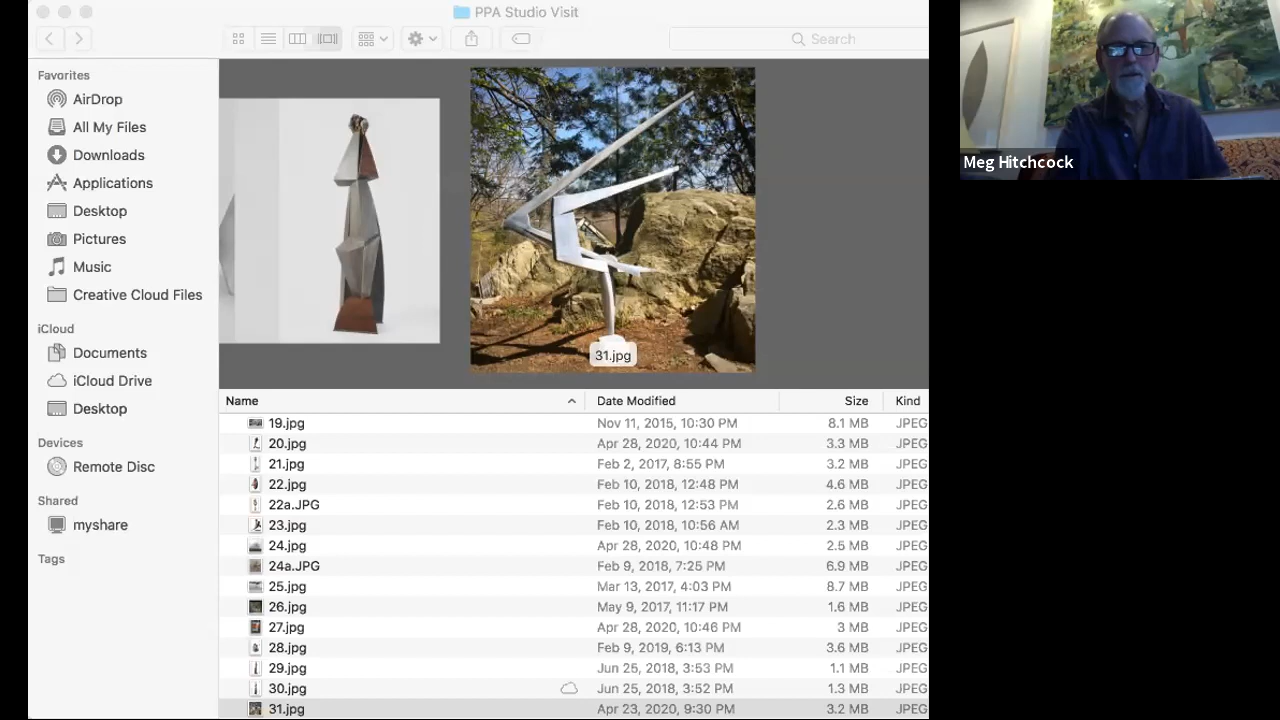 PPA Studio Visit
Search
Favorites
AirDrop
All My Files
Downloads
Applications
Desktop
Pictures
Music
Creative Cloud Files
iCloud
Documents
iCloud Drive
Desktop
Devices
Remote Disc
Shared
myshare
Tags
31.jpg
Name Date Modified Size Kind
19.jpg Nov 11, 2015, 10:30 PM 8.1 MB JPEG
20.jpg Apr 28, 2020, 10:44 PM 3.3 MB JPEG
21.jpg Feb 2, 2017, 8:55 PM 3.2 MB JPEG
22.jpg Feb 10, 2018, 12:48 PM 4.6 MB JPEG
22a.JPG Feb 10, 2018, 12:53 PM 2.6 MB JPEG
23.jpg Feb 10, 2018, 10:56 AM 2.3 MB JPEG
24.jpg Apr 28, 2020, 10:48 PM 2.5 MB JPEG
24a.JPG Feb 9, 2018, 7:25 PM 6.9 MB JPEG
25.jpg Mar 13, 2017, 4:03 PM 8.7 MB JPEG
26.jpg May 9, 2017, 11:17 PM 1.6 MB JPEG
27.jpg Apr 28, 2020, 10:46 PM 3 MB JPEG
28.jpg Feb 9, 2019, 6:13 PM 3.6 MB JPEG
29.jpg Jun 25, 2018, 3:53 PM 1.1 MB JPEG
30.jpg Jun 25, 2018, 3:52 PM 1.3 MB JPEG
31.jpg Apr 23, 2020, 9:30 PM 3.2 MB JPEG
Meg Hitchcock